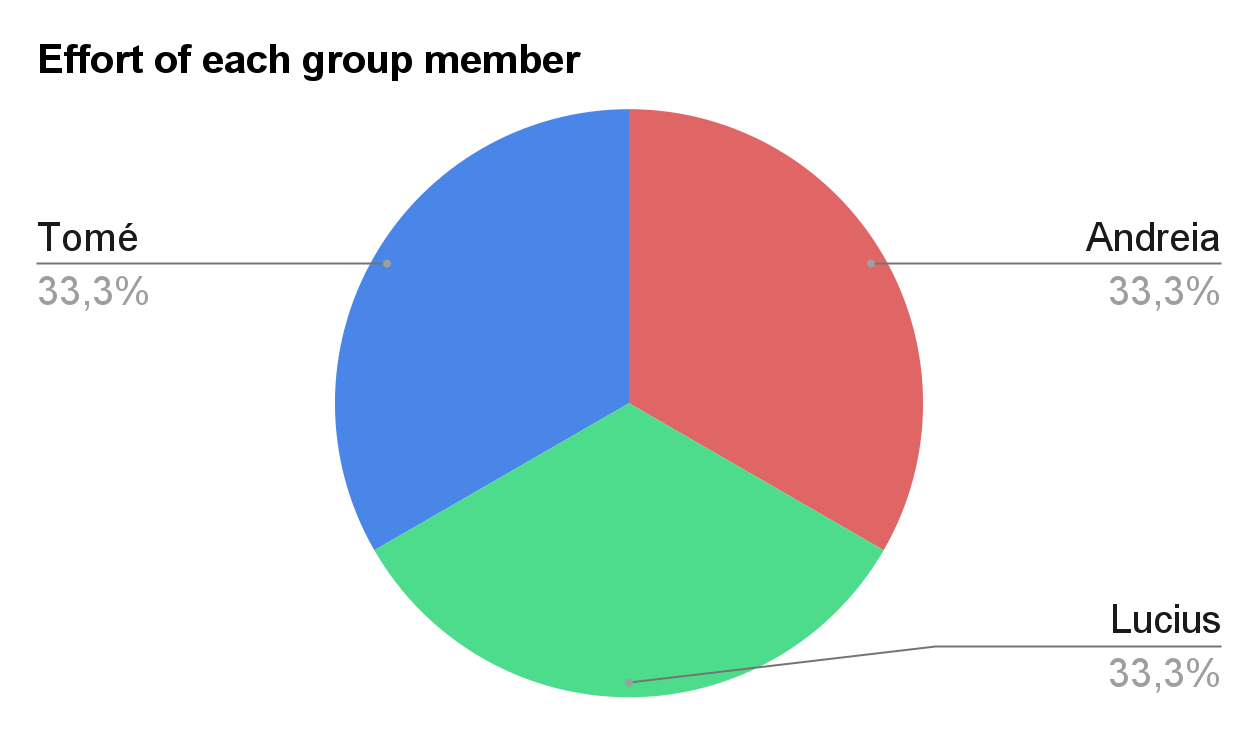 Effort of each group member
Tomé
33,3%
Andreia
33,3%
Lucius
33,3%